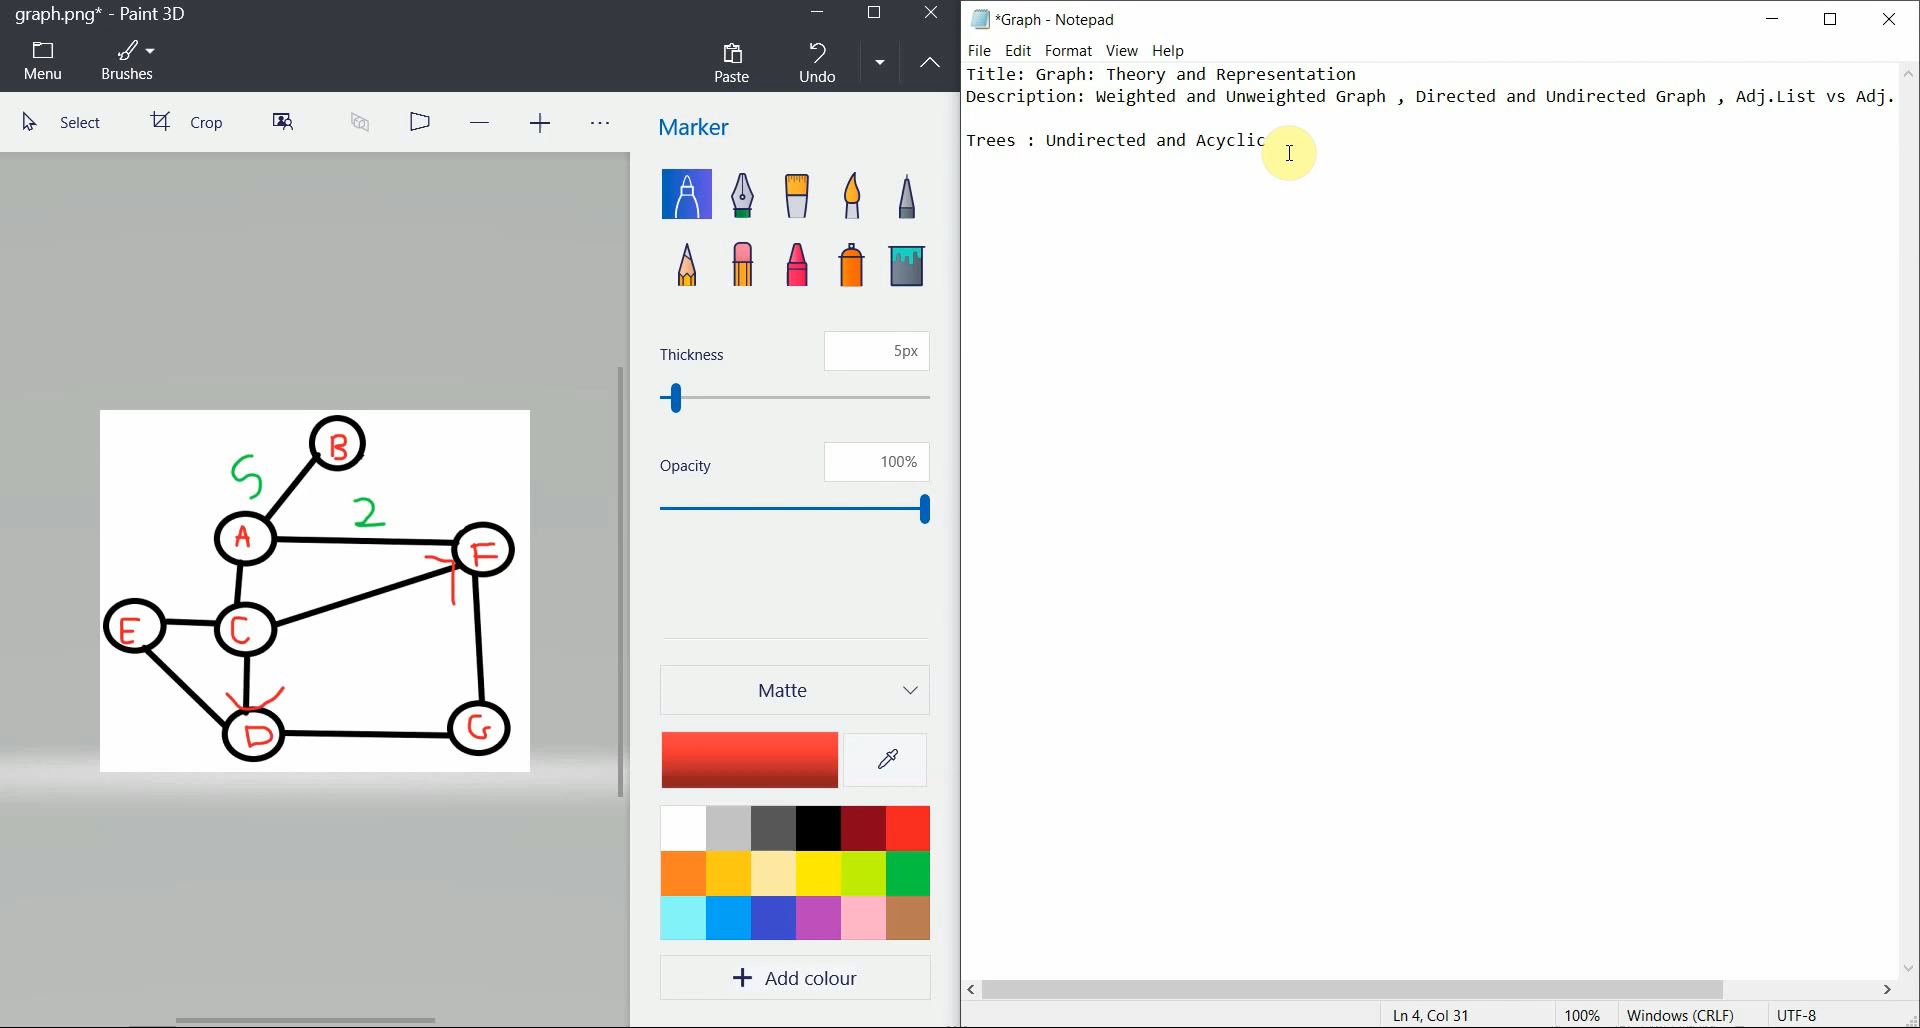 graph.png* - Paint 3D
Menu
Brushes
Paste
Undo
Select
Crop
Marker
Thickness
5px
Opacity
100%
Matte
Add colour
B
5
2
A
F
E
C
D
G
*Graph - Notepad
File Edit Format View Help
Title: Graph: Theory and Representation
Description: Weighted and Unweighted Graph , Directed and Undirected Graph , Adj.List vs Adj.
Trees : Undirected and Acyclic
Ln 4, Col 31
100%
Windows (CRLF)
UTF-8